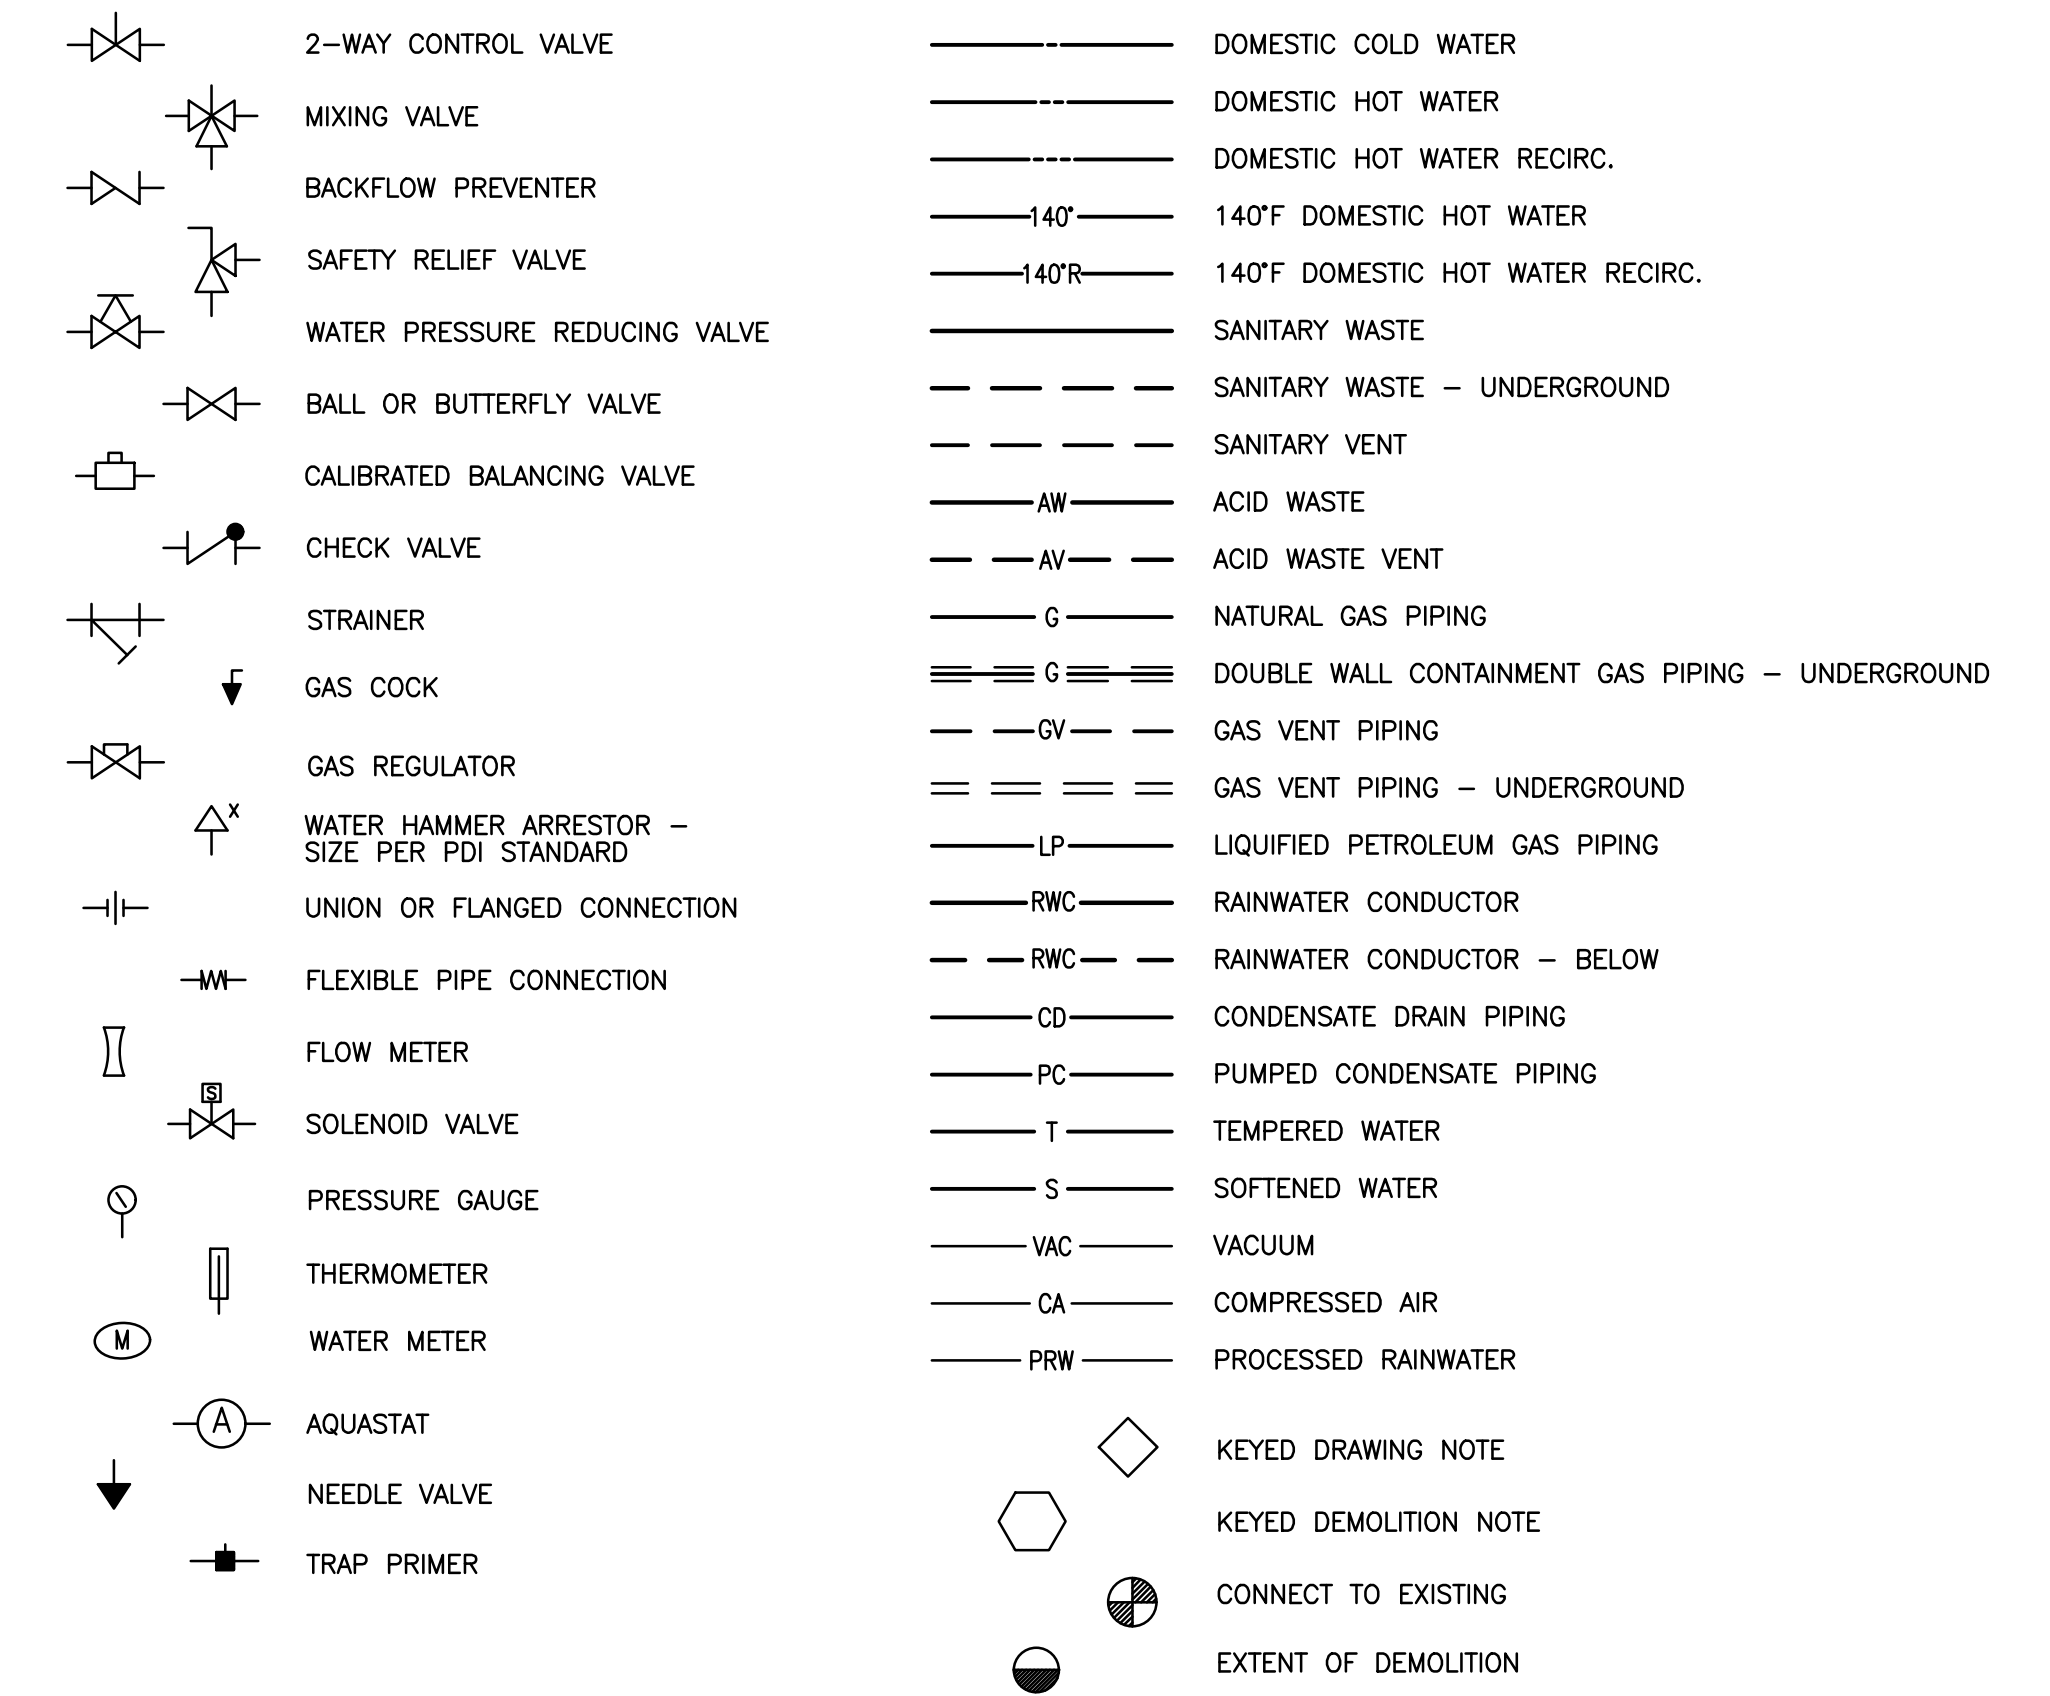 2-WAY CONTROL VALVE
MIXING VALVE
BACKFLOW PREVENTER
SAFETY RELIEF VALVE
WATER PRESSURE REDUCING VALVE
BALL OR BUTTERFLY VALVE
CALIBRATED BALANCING VALVE
CHECK VALVE
STRAINER
GAS COCK
GAS REGULATOR
X
WATER HAMMER ARRESTOR -
SIZE PER PDI STANDARD
UNION OR FLANGED CONNECTION
FLEXIBLE PIPE CONNECTION
FLOW METER
S
SOLENOID VALVE
PRESSURE GAUGE
THERMOMETER
M WATER METER
A AQUASTAT
NEEDLE VALVE
TRAP PRIMER
DOMESTIC COLD WATER
DOMESTIC HOT WATER
DOMESTIC HOT WATER RECIRC.
140° 140°F DOMESTIC HOT WATER
140°R 140°F DOMESTIC HOT WATER RECIRC.
SANITARY WASTE
SANITARY WASTE - UNDERGROUND
SANITARY VENT
AW ACID WASTE
AV ACID WASTE VENT
G NATURAL GAS PIPING
G DOUBLE WALL CONTAINMENT GAS PIPING - UNDERGROUND
GV GAS VENT PIPING
GAS VENT PIPING - UNDERGROUND
LP LIQUIFIED PETROLEUM GAS PIPING
RWC RAINWATER CONDUCTOR
RWC RAINWATER CONDUCTOR - BELOW
CD CONDENSATE DRAIN PIPING
PC PUMPED CONDENSATE PIPING
T TEMPERED WATER
S SOFTENED WATER
VAC VACUUM
CA COMPRESSED AIR
PRW PROCESSED RAINWATER
KEYED DRAWING NOTE
KEYED DEMOLITION NOTE
CONNECT TO EXISTING
EXTENT OF DEMOLITION